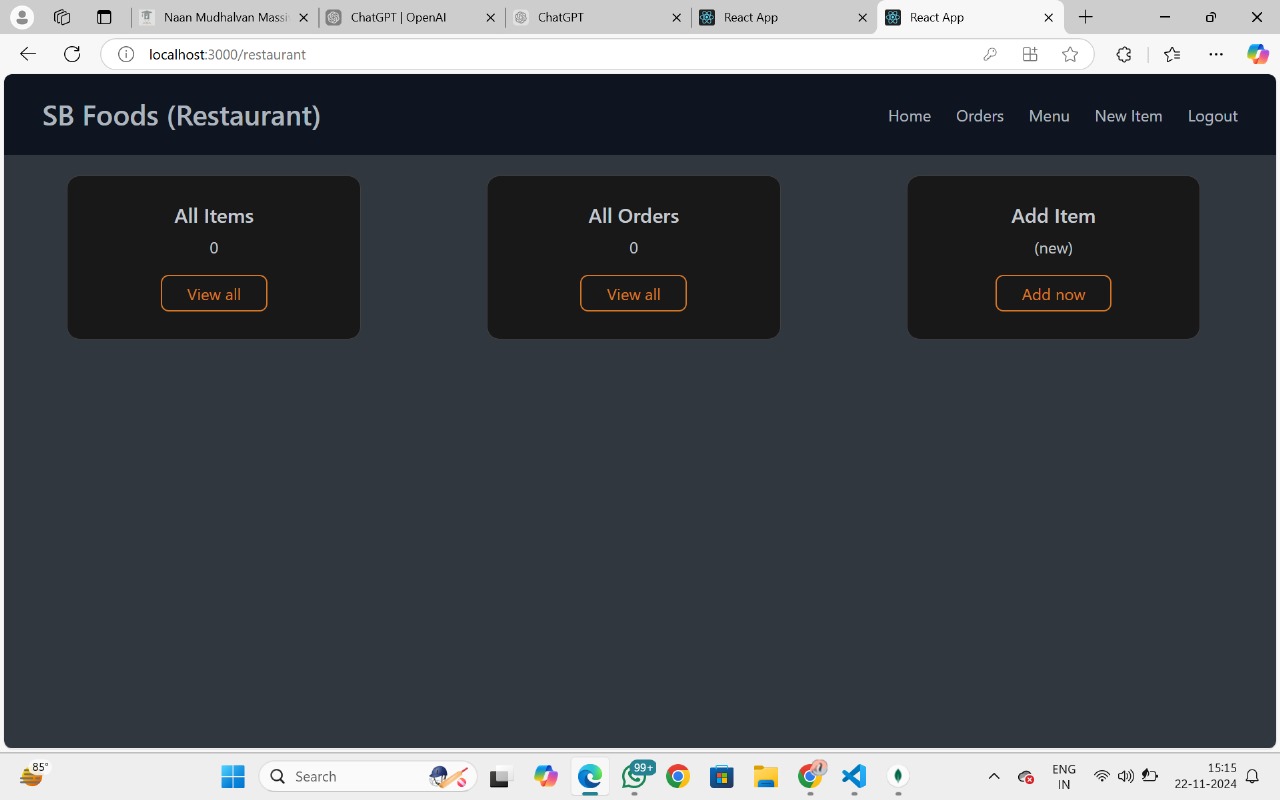 Naan Mudhalvan Massi
ChatGPT | OpenAI
ChatGPT
React App
React App
localhost:3000/restaurant
SB Foods (Restaurant)
Home
Orders
Menu
New Item
Logout
All Items
0
View all
All Orders
0
View all
Add Item
(new)
Add now
85°
Search
99+
ENG
IN
15:15
22-11-2024